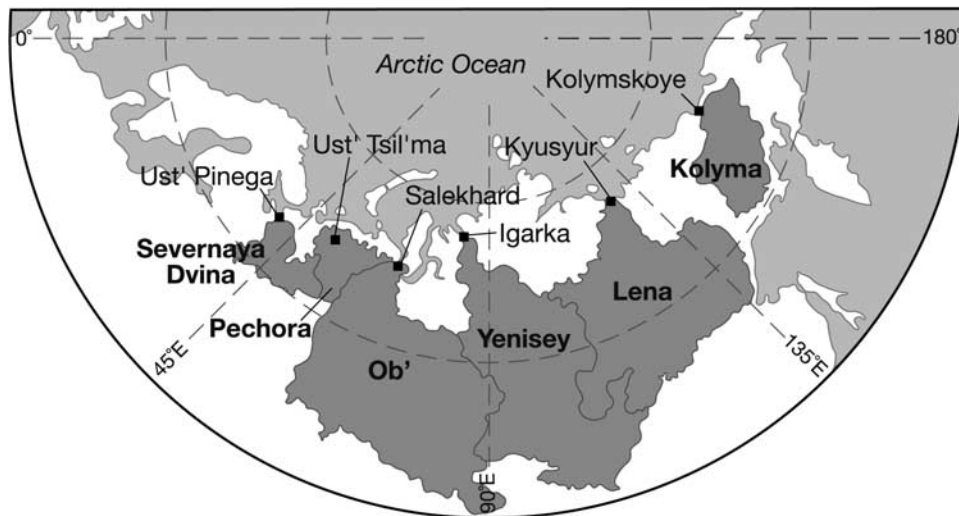 0°
180°
Arctic Ocean
Kolymskoye
Ust' Tsil'ma
Kyusyur
Kolyma
Ust' Pinega
Salekhard
Igarka
Severnaya
Dvina
Lena
Pechora
Yenisey
Ob’
45°E
135°E
90°E